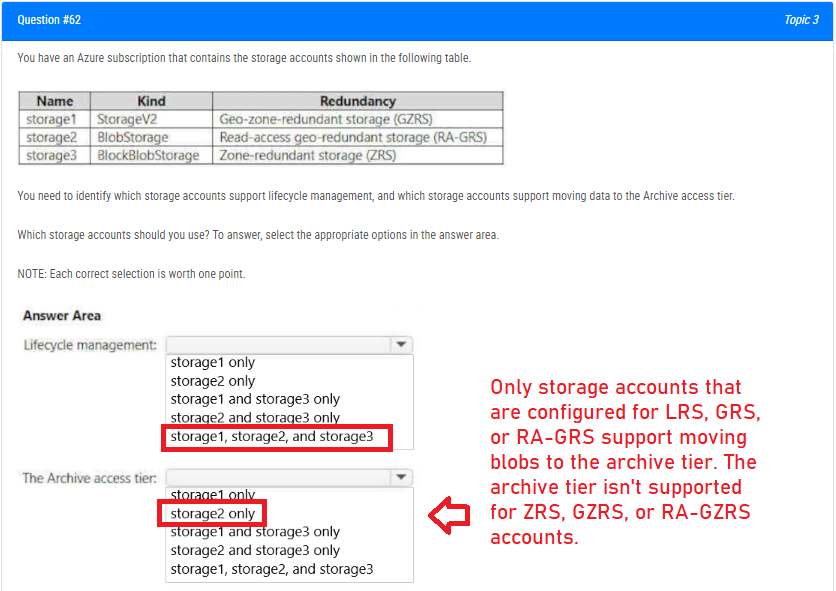 Question #62
Topic 3
You have an Azure subscription that contains the storage accounts shown in the following table.
Name Kind Redundancy
storage1 StorageV2 Geo-zone-redundant storage (GZRS)
storage2 BlobStorage Read-access geo-redundant storage (RA-GRS)
storage3 BlockBlobStorage Zone-redundant storage (ZRS)
You need to identify which storage accounts support lifecycle management, and which storage accounts support moving data to the Archive access tier.
Which storage accounts should you use? To answer, select the appropriate options in the answer area.
NOTE: Each correct selection is worth one point.
Answer Area
Lifecycle management:
storage1 only
storage2 only
storage1 and storage3 only
storage2 and storage3 only
storage1, storage2, and storage3
The Archive access tier:
storage1 only
storage2 only
storage1 and storage3 only
storage2 and storage3 only
storage1, storage2, and storage3
Only storage accounts that
are configured for LRS, GRS,
or RA-GRS support moving
blobs to the archive tier. The
archive tier isn't supported
for ZRS, GZRS, or RA-GZRS
accounts.